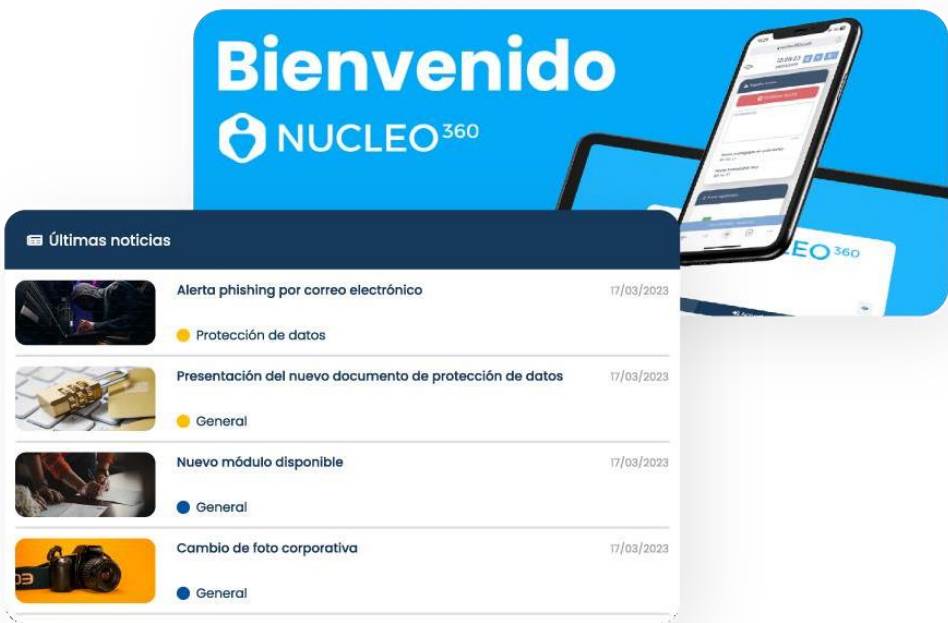 Bienvenido
NUCLEO³⁶⁰
EO³⁶⁰
Últimas noticias
Alerta phishing por correo electrónico
17/03/2023
Protección de datos
Presentación del nuevo documento de protección de datos
17/03/2023
General
Nuevo módulo disponible
17/03/2023
General
Cambio de foto corporativa
17/03/2023
General